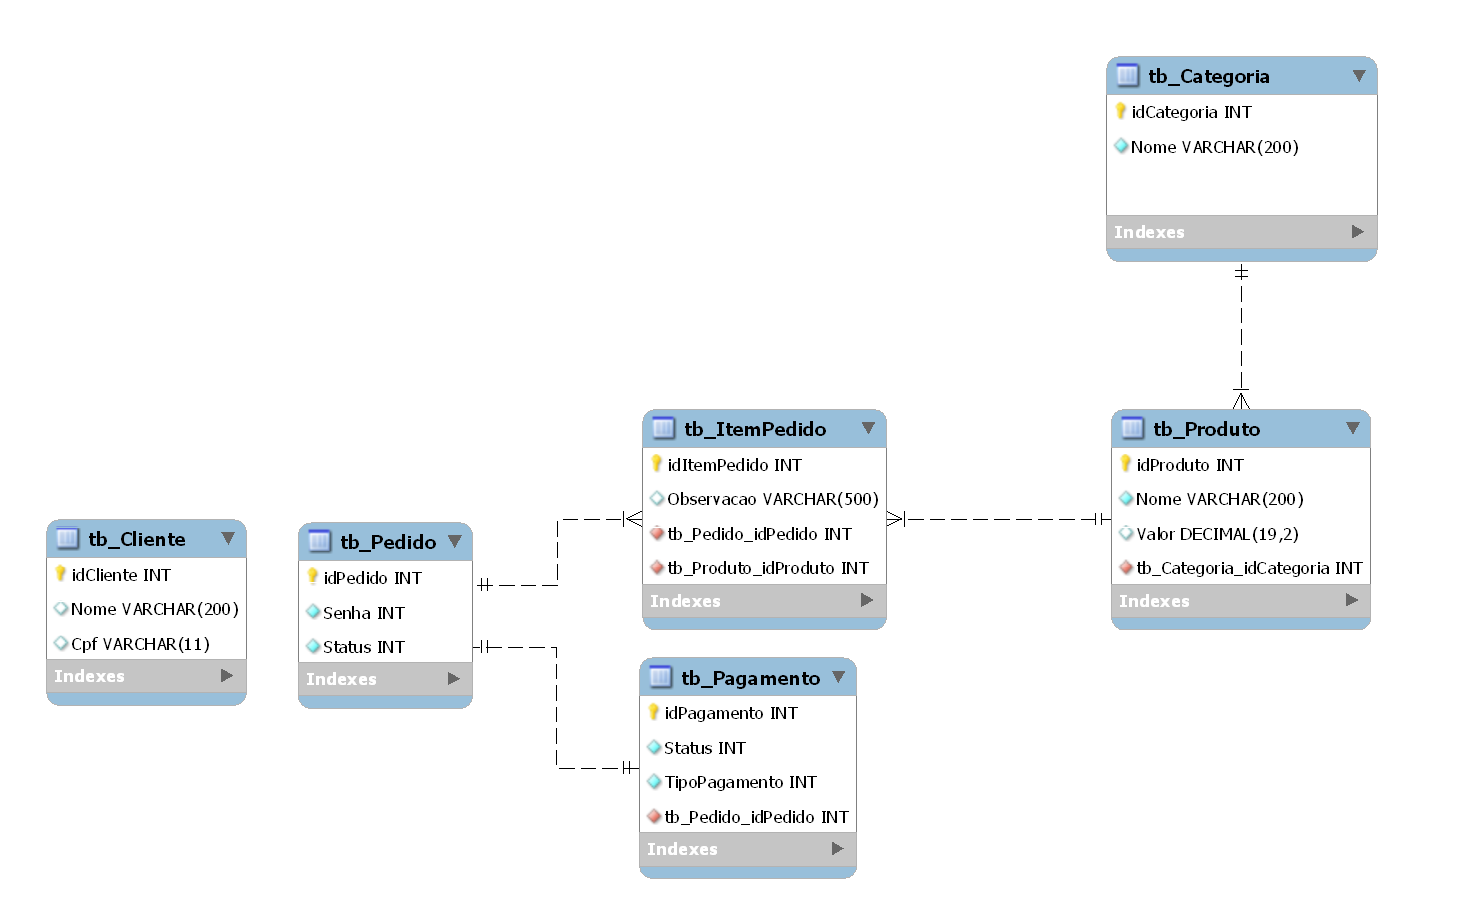 tb_Categoria
idCategoria INT
Nome VARCHAR(200)
Indexes
tb_ItemPedido
idItemPedido INT
Observacao VARCHAR(500)
tb_Pedido_idPedido INT
tb_Produto_idProduto INT
Indexes
tb_Produto
idProduto INT
Nome VARCHAR(200)
Valor DECIMAL(19,2)
tb_Categoria_idCategoria INT
Indexes
tb_Cliente
idCliente INT
Nome VARCHAR(200)
Cpf VARCHAR(11)
Indexes
tb_Pedido
idPedido INT
Senha INT
Status INT
Indexes
tb_Pagamento
idPagamento INT
Status INT
TipoPagamento INT
tb_Pedido_idPedido INT
Indexes